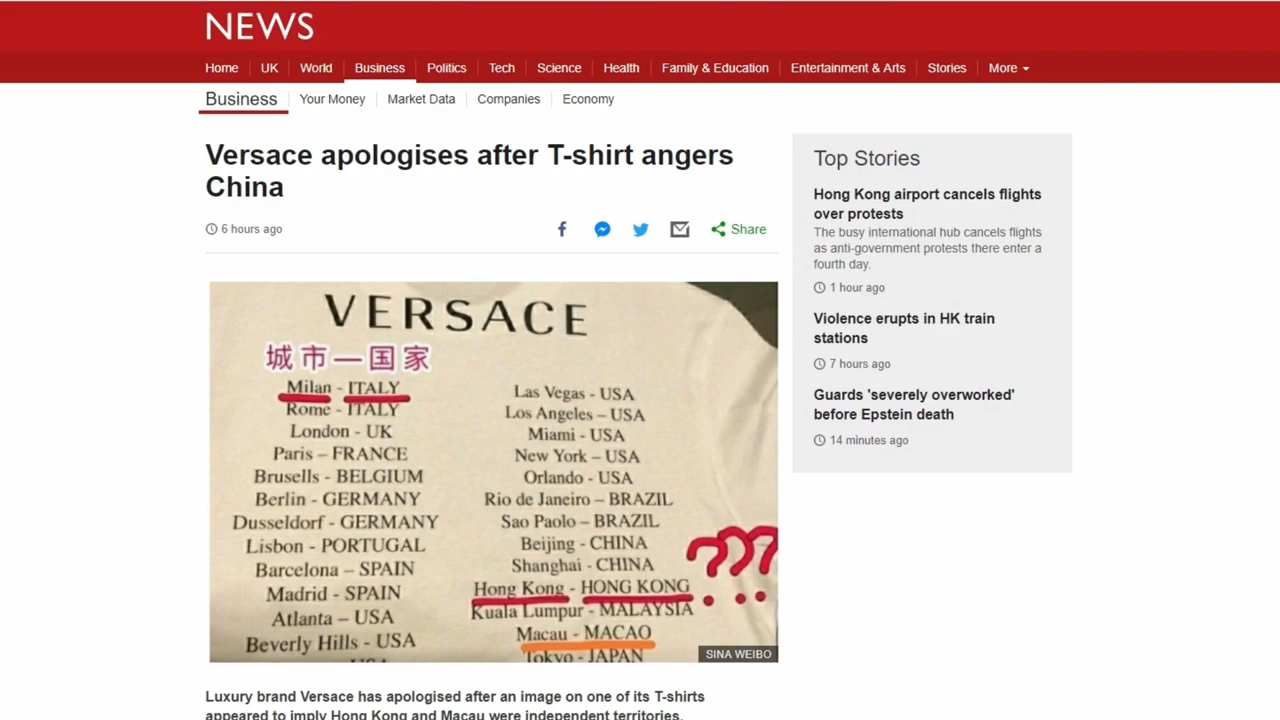 NEWS
Home UK World Business Politics Tech Science Health Family & Education Entertainment & Arts Stories More
Business Your Money Market Data Companies Economy
Versace apologises after T-shirt angers
China
6 hours ago
Share
VERSACE
城市—国家
Milan - ITALY
Rome - ITALY
London - UK
Paris – FRANCE
Brusells - BELGIUM
Berlin - GERMANY
Dusseldorf - GERMANY
Lisbon - PORTUGAL
Barcelona – SPAIN
Madrid - SPAIN
Atlanta – USA
Beverly Hills - USA
Las Vegas - USA
Los Angeles – USA
Miami - USA
New York – USA
Orlando - USA
Rio de Janeiro – BRAZIL
Sao Paolo – BRAZIL
Beijing - CHINA
Shanghai - CHINA
Hong Kong - HONG KONG
???
Kuala Lumpur - MALAYSIA
Macau - MACAO
Tokyo - JAPAN
SINA WEIBO
Luxury brand Versace has apologised after an image on one of its T-shirts
appeared to imply Hong Kong and Macau were independent territories.
Top Stories
Hong Kong airport cancels flights
over protests
The busy international hub cancels flights
as anti-government protests there enter a
fourth day.
1 hour ago
Violence erupts in HK train
stations
7 hours ago
Guards 'severely overworked'
before Epstein death
14 minutes ago